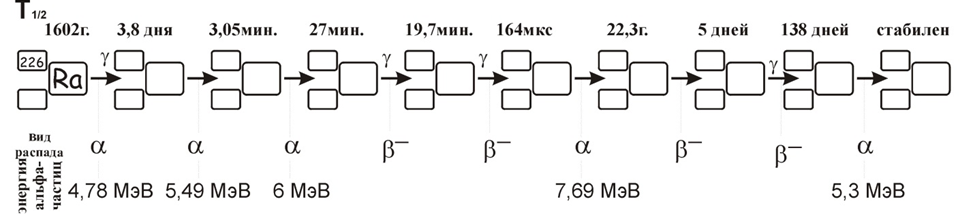 T1/2
1602г. 3,8 дня 3,05мин. 27мин. 19,7мин. 164мкс 22,3г. 5 дней 138 дней стабилен
γ γ γ γ
226 Ra
Вид
распада
α α α β− β− α β− β− α
энергия
альфа-
частиц
4,78 МэВ 5,49 МэВ 6 МэВ 7,69 МэВ 5,3 МэВ